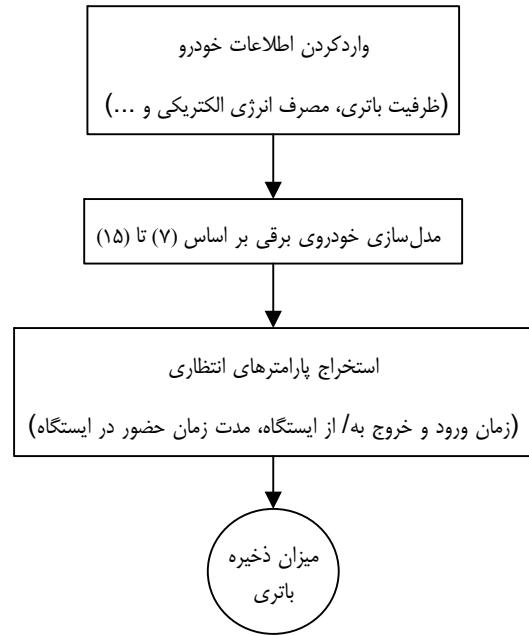 واردکردن اطلاعات خودرو
(ظرفیت باتری، مصرف انرژی الکتریکی و ...)
مدل‌سازی خودروی برقی بر اساس (۷) تا (۱۵)
استخراج پارامترهای انتظاری
(زمان ورود و خروج به/ از ایستگاه، مدت زمان حضور در ایستگاه)
میزان ذخیره
باتری